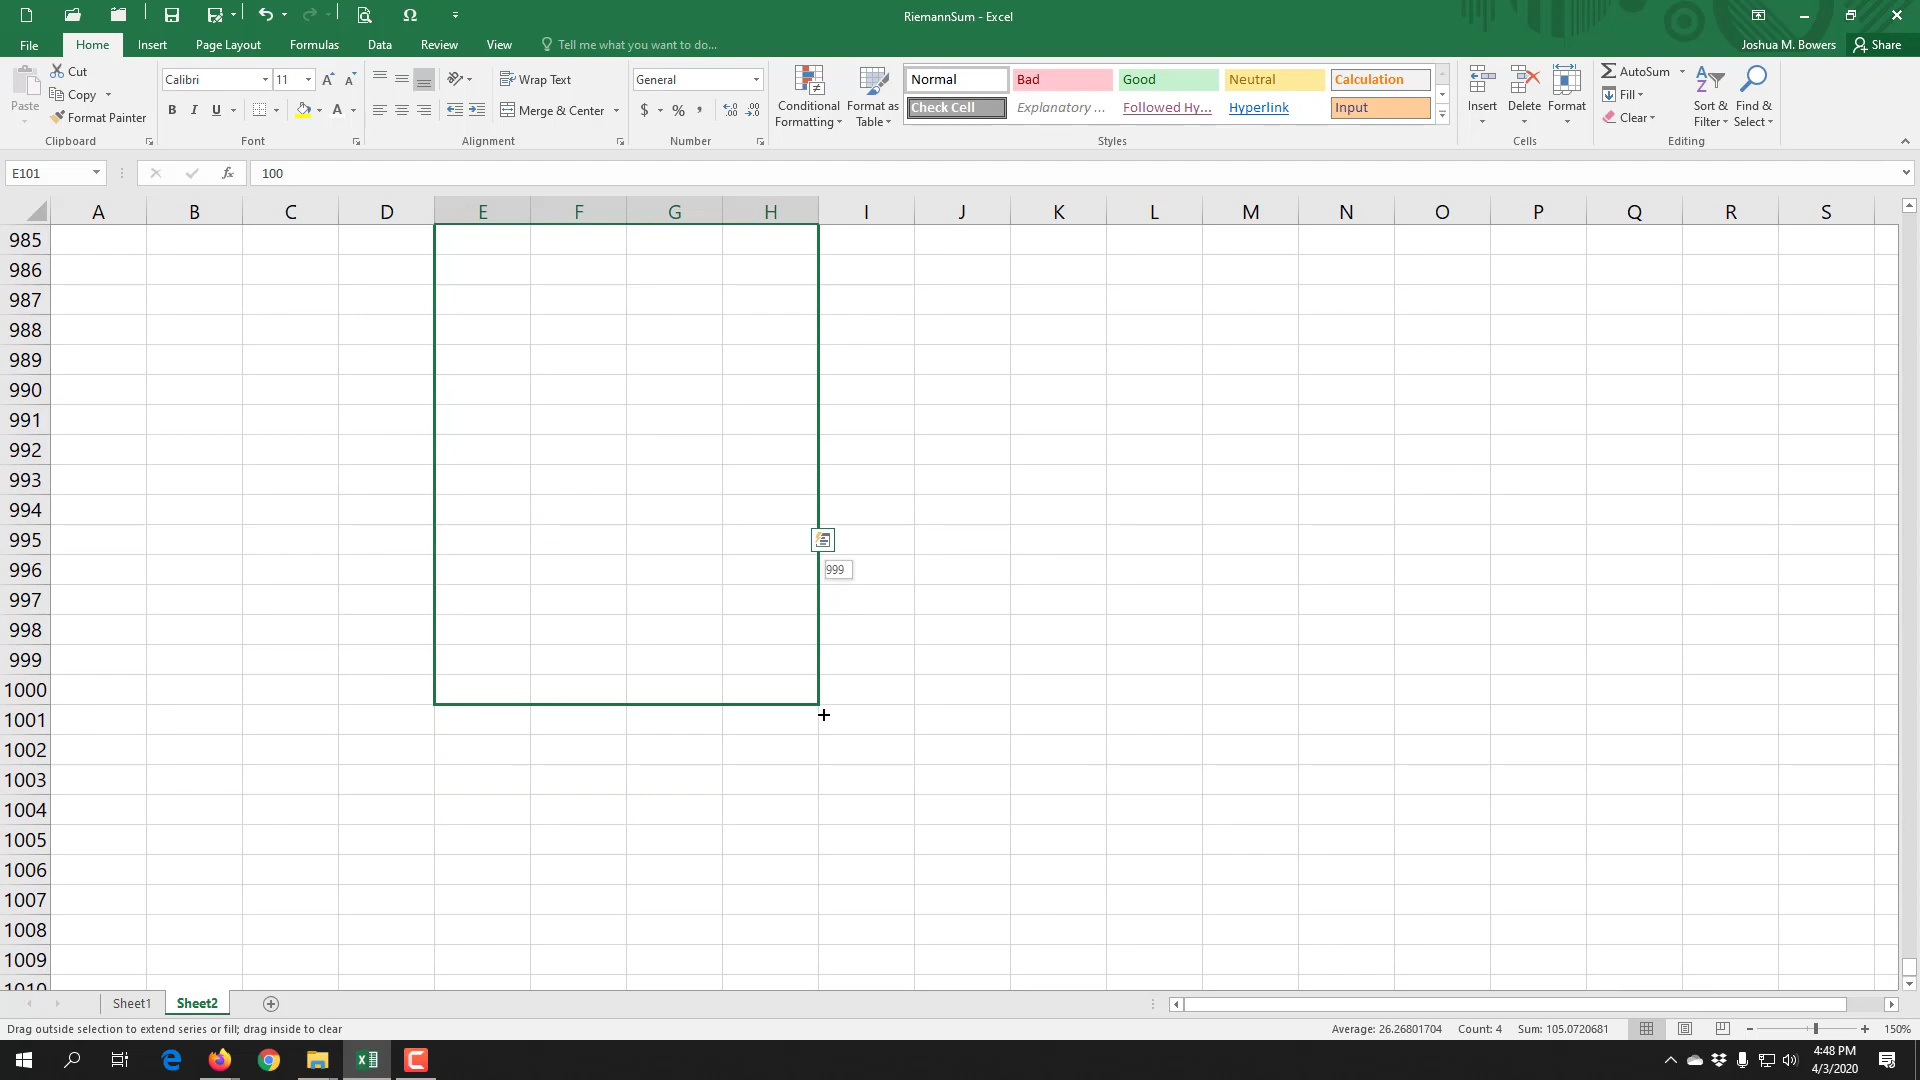 RiemannSum - Excel
File Home Insert Page Layout Formulas Data Review View Tell me what you want to do... Joshua M. Bowers Share
Paste
Cut
Copy
Format Painter
Clipboard
Calibri 11
B I U
Font
Wrap Text
Merge & Center
Alignment
General
$ % ,
Number
Conditional Formatting
Format as Table
Normal Bad Good Neutral Calculation
Check Cell Explanatory ... Followed Hy... Hyperlink Input
Styles
Insert Delete Format
Cells
AutoSum
Fill
Clear
Sort & Filter
Find & Select
Editing
E101 fx 100
A B C D E F G H I J K L M N O P Q R S
985
986
987
988
989
990
991
992
993
994
995
996 999
997
998
999
1000
1001
1002
1003
1004
1005
1006
1007
1008
1009
1010
Sheet1 Sheet2
Drag outside selection to extend series or fill; drag inside to clear Average: 26.26801704 Count: 4 Sum: 105.0720681 150%
4:48 PM
4/3/2020